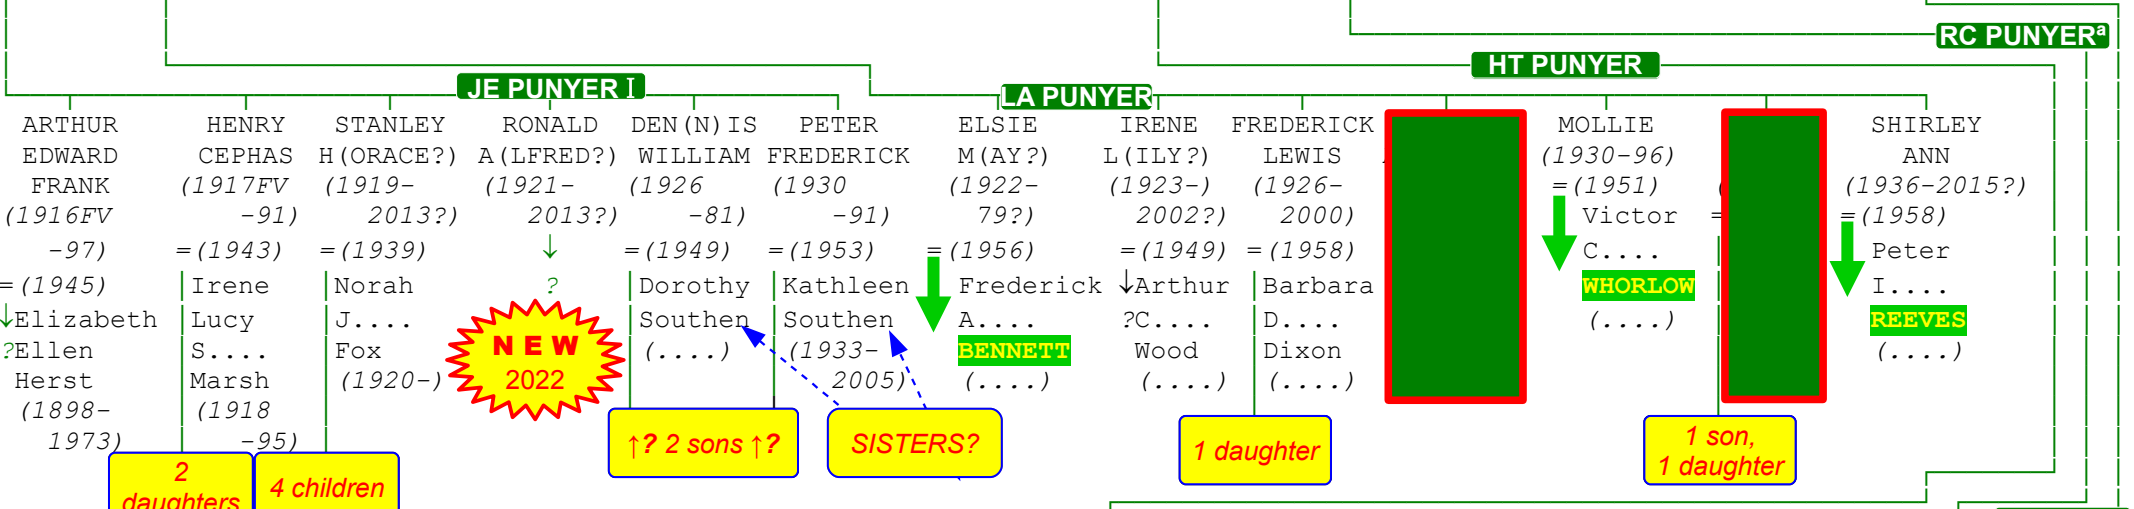 RC PUNYERª
HT PUNYER
JE PUNYER I
LA PUNYER
ARTHUR
EDWARD
FRANK
(1916FV
-97)
=(1945)
↓Elizabeth
?Ellen
Herst
(1898-
1973)
HENRY
CEPHAS
(1917FV
-91)
=(1943)
Irene
Lucy
S....
Marsh
(1918
-95)
2
daughters
STANLEY
H(ORACE?)
(1919-
2013?)
=(1939)
Norah
J....
Fox
(1920-)
4 children
RONALD
A(LFRED?)
(1921-
2013?)
↓
?
NEW
2022
DEN(N)IS
WILLIAM
(1926
-81)
=(1949)
Dorothy
Southen
(....)
PETER
FREDERICK
(1930
-91)
=(1953)
Kathleen
Southen
(1933-
2005)
↑? 2 sons ↑?
SISTERS?
ELSIE
M(AY?)
(1922-
79?)
=(1956)
Frederick
A....
BENNETT
(....)
IRENE
L(ILY?)
(1923-)
2002?)
=(1949)
↓Arthur
?C....
Wood
(....)
FREDERICK
LEWIS
(1926-
2000)
=(1958)
Barbara
D....
Dixon
(....)
1 daughter
MOLLIE
(1930-96)
=(1951)
Victor
C....
WHORLOW
(....)
(
=
1 son,
1 daughter
SHIRLEY
ANN
(1936-2015?)
=(1958)
Peter
I....
REEVES
(....)